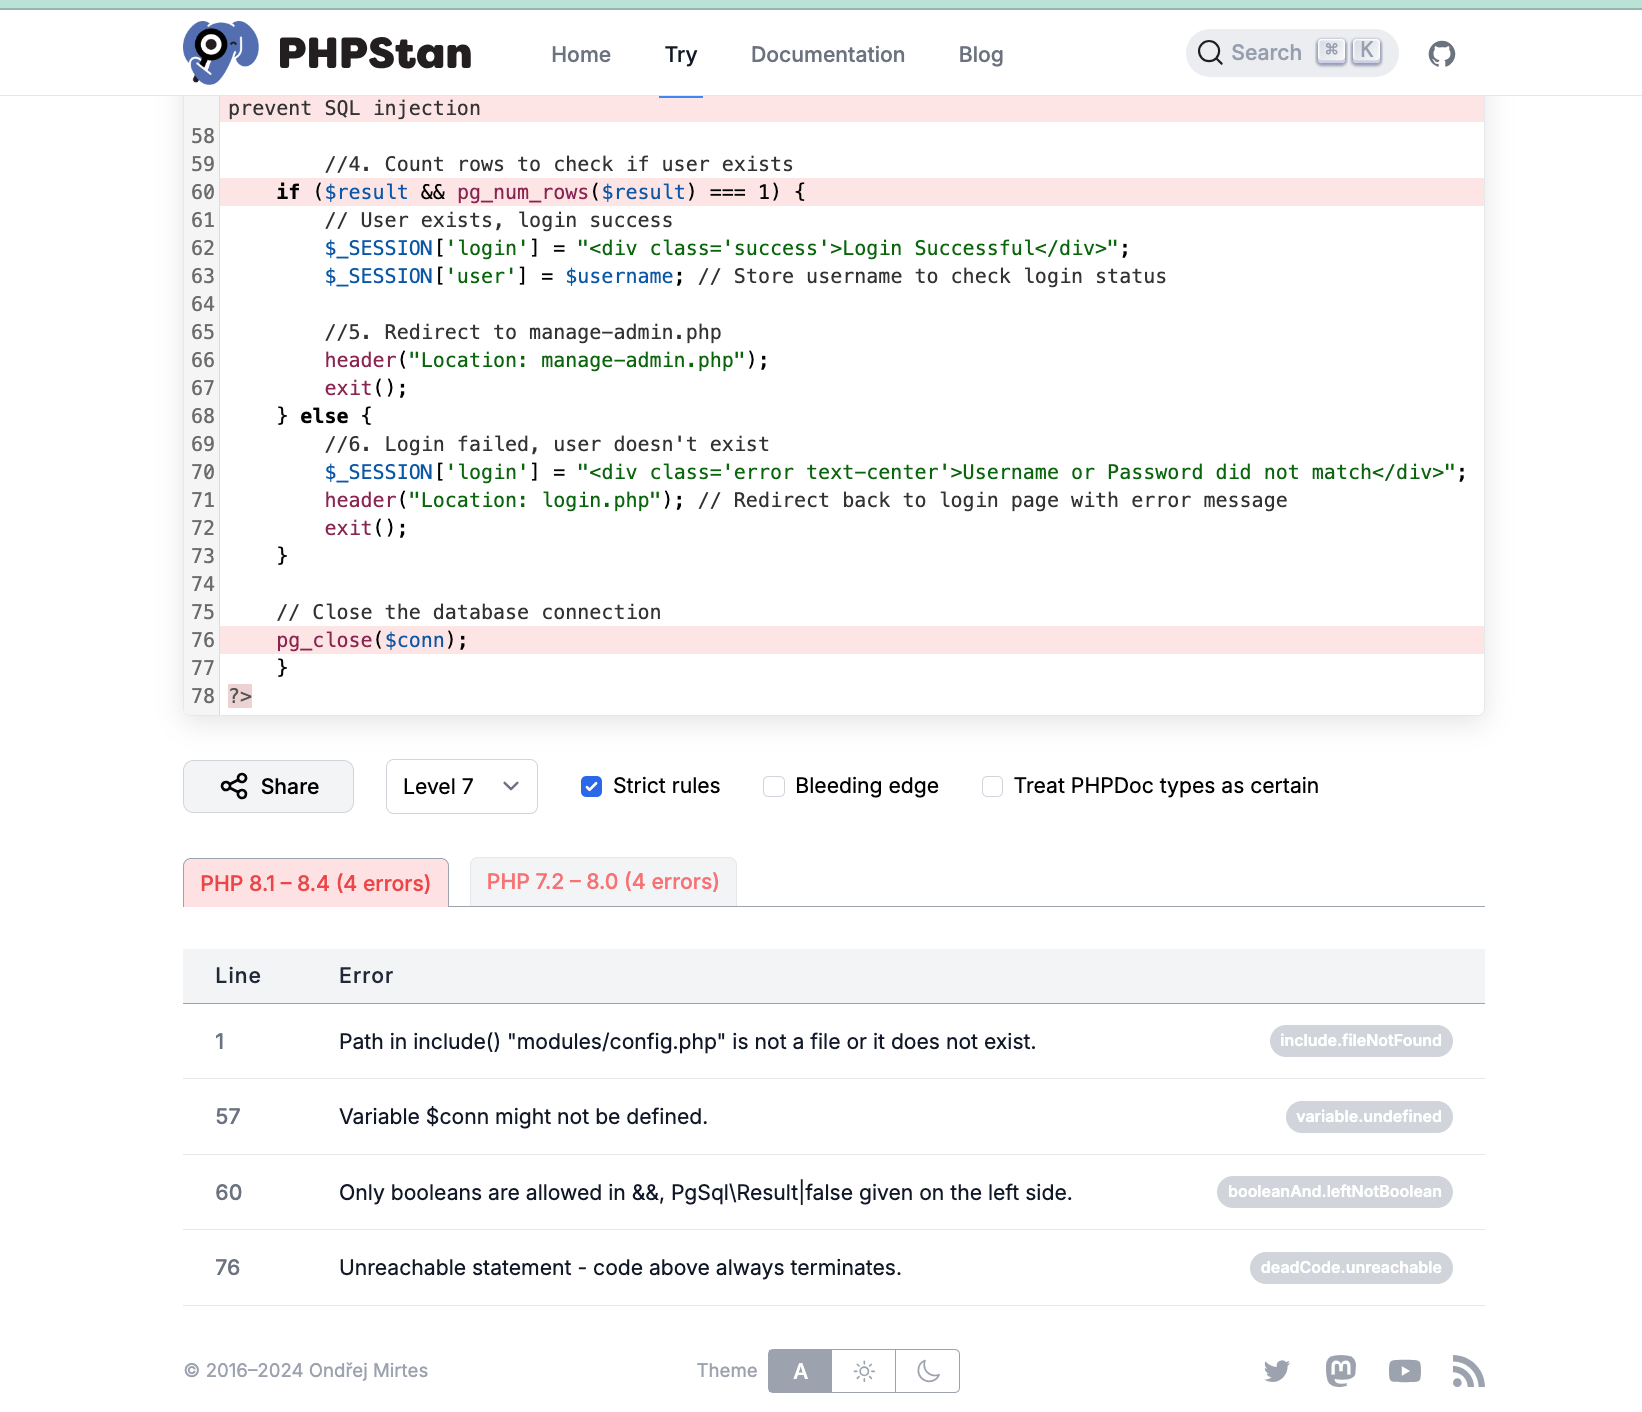 PHPStan
Home
Try
Documentation
Blog
Search ⌘ K
prevent SQL injection
58
59 //4. Count rows to check if user exists
60 if ($result && pg_num_rows($result) === 1) {
61 // User exists, login success
62 $_SESSION['login'] = "<div class='success'>Login Successful</div>";
63 $_SESSION['user'] = $username; // Store username to check login status
64
65 //5. Redirect to manage-admin.php
66 header("Location: manage-admin.php");
67 exit();
68 } else {
69 //6. Login failed, user doesn't exist
70 $_SESSION['login'] = "<div class='error text-center'>Username or Password did not match</div>";
71 header("Location: login.php"); // Redirect back to login page with error message
72 exit();
73 }
74
75 // Close the database connection
76 pg_close($conn);
77 }
78 ?>
Share
Level 7
Strict rules
Bleeding edge
Treat PHPDoc types as certain
PHP 8.1 – 8.4 (4 errors)
PHP 7.2 – 8.0 (4 errors)
Line Error
1 Path in include() "modules/config.php" is not a file or it does not exist. include.fileNotFound
57 Variable $conn might not be defined. variable.undefined
60 Only booleans are allowed in &&, PgSql\Result|false given on the left side. booleanAnd.leftNotBoolean
76 Unreachable statement - code above always terminates. deadCode.unreachable
© 2016–2024 Ondřej Mirtes
Theme A